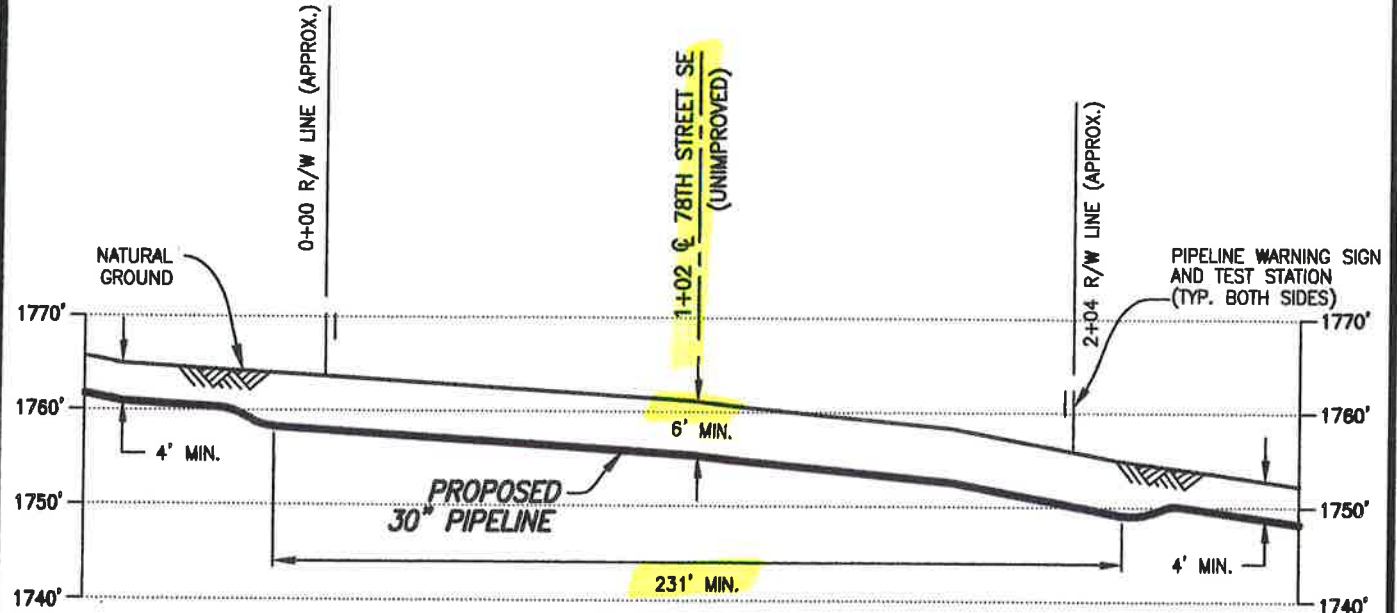 0+00 R/W LINE (APPROX.)
1+02 ℄ 78TH STREET SE
(UNIMPROVED)
2+04 R/W LINE (APPROX.)
NATURAL
GROUND
PIPELINE WARNING SIGN
AND TEST STATION
(TYP. BOTH SIDES)
1770'
1770'
1760'
1760'
6' MIN.
4' MIN.
PROPOSED
30" PIPELINE
1750'
1750'
4' MIN.
231' MIN.
1740'
1740'